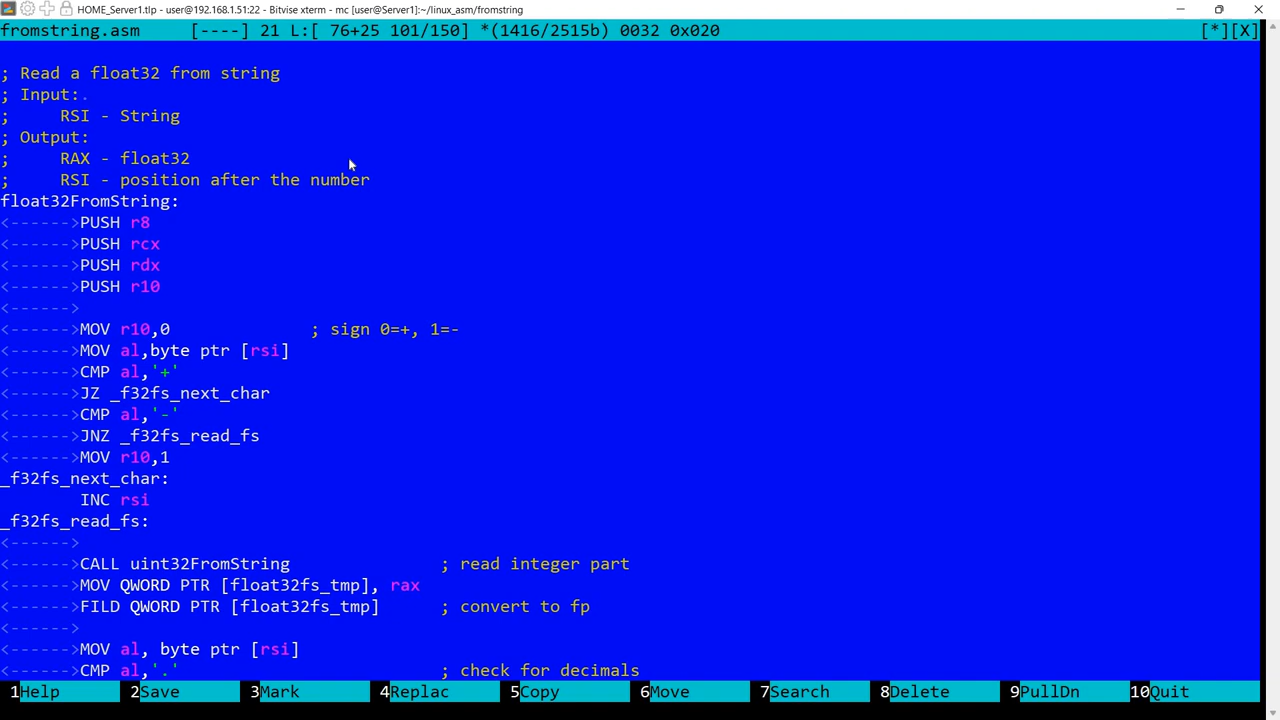 HOME_Server1.tlp - user@192.168.1.51:22 - Bitvise xterm - mc [user@Server1]:~/linux_asm/fromstring
fromstring.asm     [----] 21 L:[ 76+25 101/150] *(1416/2515b) 0032 0x020     [*][X]
; Read a float32 from string
; Input:.
;     RSI - String
; Output:
;     RAX - float32
;     RSI - position after the number
float32FromString:
<------>PUSH r8
<------>PUSH rcx
<------>PUSH rdx
<------>PUSH r10
<------>
<------>MOV r10,0              ; sign 0=+, 1=-
<------>MOV al,byte ptr [rsi]
<------>CMP al,'+'
<------>JZ _f32fs_next_char
<------>CMP al,'-'
<------>JNZ _f32fs_read_fs
<------>MOV r10,1
_f32fs_next_char:
        INC rsi
_f32fs_read_fs:
<------>
<------>CALL uint32FromString               ; read integer part
<------>MOV QWORD PTR [float32fs_tmp], rax
<------>FILD QWORD PTR [float32fs_tmp]      ; convert to fp
<------>
<------>MOV al, byte ptr [rsi]
<------>CMP al,'.'                          ; check for decimals
1Help 2Save 3Mark 4Replac 5Copy 6Move 7Search 8Delete 9PullDn 10Quit